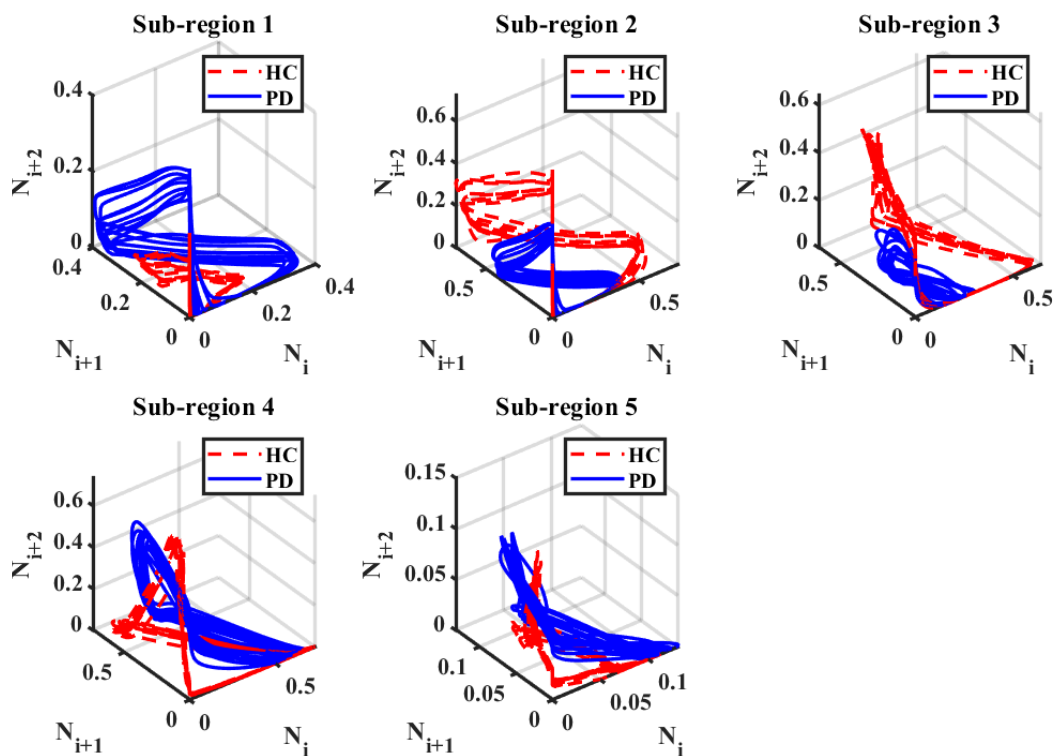 Sub-region 1
HC
PD
0.4
0.2
0
N_{i+2}
0.4
0.2
0
N_{i+1}
0
0.2
0.4
N_i
Sub-region 2
HC
PD
0.6
0.4
0.2
0
N_{i+2}
0.5
0
N_{i+1}
0
0.5
N_i
Sub-region 3
HC
PD
0.6
0.4
0.2
0
N_{i+2}
0.5
0
N_{i+1}
0
0.5
N_i
Sub-region 4
HC
PD
0.6
0.4
0.2
0
N_{i+2}
0.5
0
N_{i+1}
0
0.5
N_i
Sub-region 5
HC
PD
0.15
0.1
0.05
0
N_{i+2}
0.1
0.05
0
N_{i+1}
0
0.05
0.1
N_i